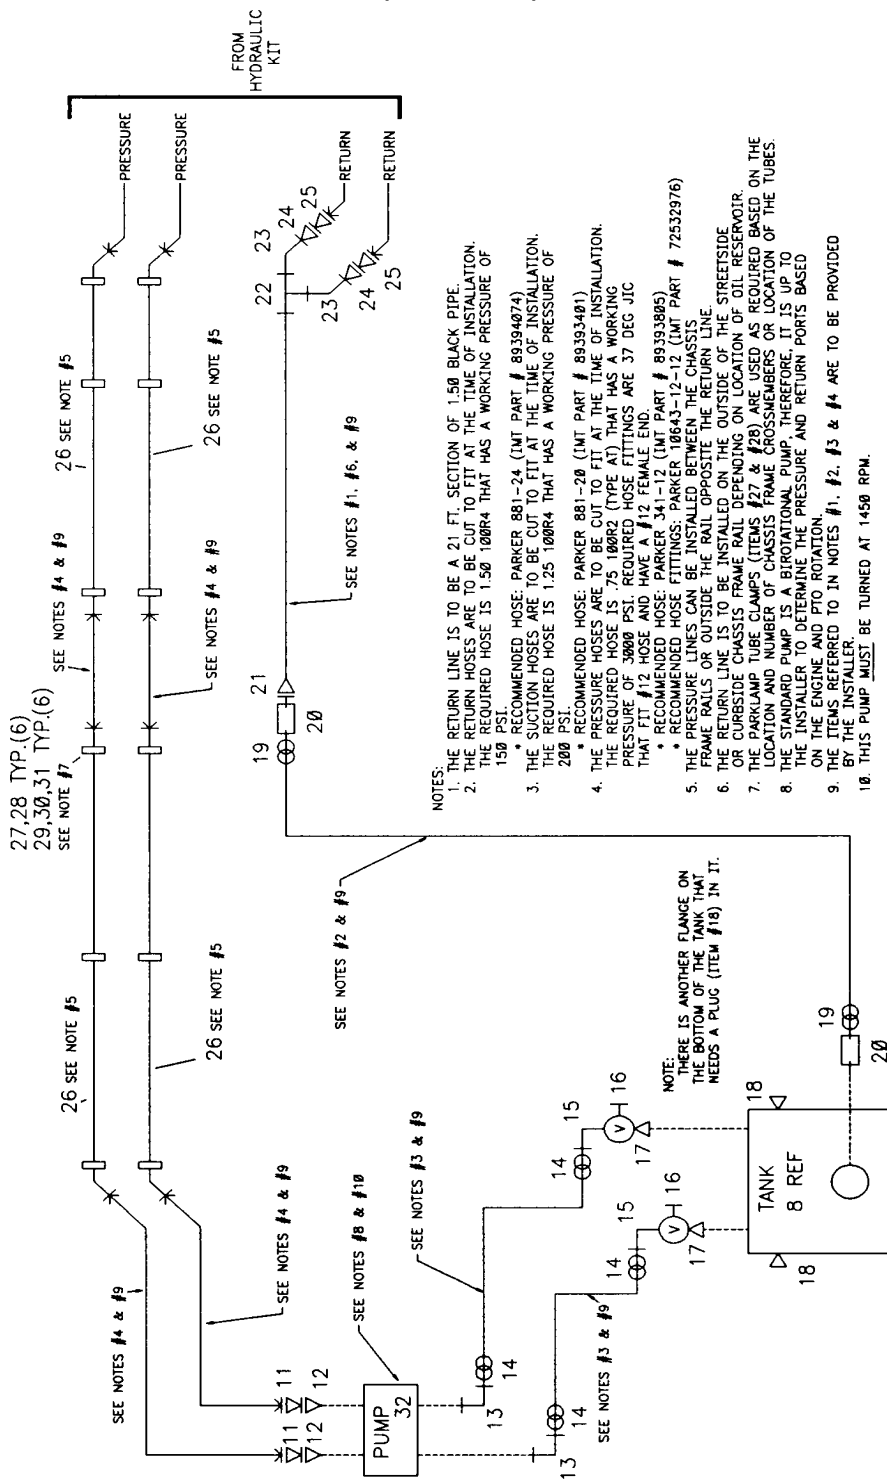 27,28 TYP.(6)
29,30,31 TYP.(6)
SEE NOTE #7
SEE NOTES #4 & #9
26 SEE NOTE #5
PRESSURE
26 SEE NOTE #5
SEE NOTES #4 & #9
26 SEE NOTE #5
PRESSURE
26 SEE NOTE #5
FROM
HYDRAULIC
KIT
SEE NOTES #4 & #9
SEE NOTES #4 & #9
11
11
12
12
PUMP
32
SEE NOTES #8 & #10
13
14
13
14
SEE NOTES #3 & #9
SEE NOTES #3 & #9
14
15
16
17
14
15
16
17
18
18
TANK
8 REF
19
20
NOTE:
THERE IS ANOTHER FLANGE ON
THE BOTTOM OF THE TANK THAT
NEEDS A PLUG (ITEM #18) IN IT.
SEE NOTES #2 & #9
19
20
21
SEE NOTES #1, #6, & #9
22
23
24
25
RETURN
23
24
25
RETURN
NOTES:
1. THE RETURN LINE IS TO BE A 21 FT. SECTION OF 1.50 BLACK PIPE.
2. THE RETURN HOSES ARE TO BE CUT TO FIT AT THE TIME OF INSTALLATION.
THE REQUIRED HOSE IS 1.50 100R4 THAT HAS A WORKING PRESSURE OF
150 PSI.
* RECOMMENDED HOSE: PARKER 881-24 (IMT PART # 89394074)
3. THE SUCTION HOSES ARE TO BE CUT TO FIT AT THE TIME OF INSTALLATION.
THE REQUIRED HOSE IS 1.25 100R4 THAT HAS A WORKING PRESSURE OF
200 PSI.
* RECOMMENDED HOSE: PARKER 881-20 (IMT PART # 89393401)
4. THE PRESSURE HOSES ARE TO BE CUT TO FIT AT THE TIME OF INSTALLATION.
THE REQUIRED HOSE IS .75 100R2 (TYPE AT) THAT HAS A WORKING
PRESSURE OF 3000 PSI. REQUIRED HOSE FITTINGS ARE 37 DEG JIC
THAT FIT #12 HOSE AND HAVE A #12 FEMALE END.
* RECOMMENDED HOSE: PARKER 341-12 (IMT PART # 89393805)
* RECOMMENDED HOSE FITTINGS: PARKER 10643-12-12 (IMT PART # 72532976)
5. THE PRESSURE LINES CAN BE INSTALLED BETWEEN THE CHASSIS
FRAME RAILS OR OUTSIDE THE RAIL OPPOSITE THE RETURN LINE.
6. THE RETURN LINE IS TO BE INSTALLED ON THE OUTSIDE OF THE STREETSIDE
OR CURBSIDE CHASSIS FRAME RAIL DEPENDING ON LOCATION OF OIL RESERVOIR.
7. THE PARKLAMP TUBE CLAMPS (ITEMS #27 & #28) ARE USED AS REQUIRED BASED ON THE
LOCATION AND NUMBER OF CHASSIS FRAME CROSSMEMBERS OR LOCATION OF THE TUBES.
8. THE STANDARD PUMP IS A BIROTATIONAL PUMP, THEREFORE, IT IS UP TO
THE INSTALLER TO DETERMINE THE PRESSURE AND RETURN PORTS BASED
ON THE ENGINE AND PTO ROTATION.
9. THE ITEMS REFERRED TO IN NOTES #1, #2, #3 & #4 ARE TO BE PROVIDED
BY THE INSTALLER.
10. THIS PUMP MUST BE TURNED AT 1450 RPM.